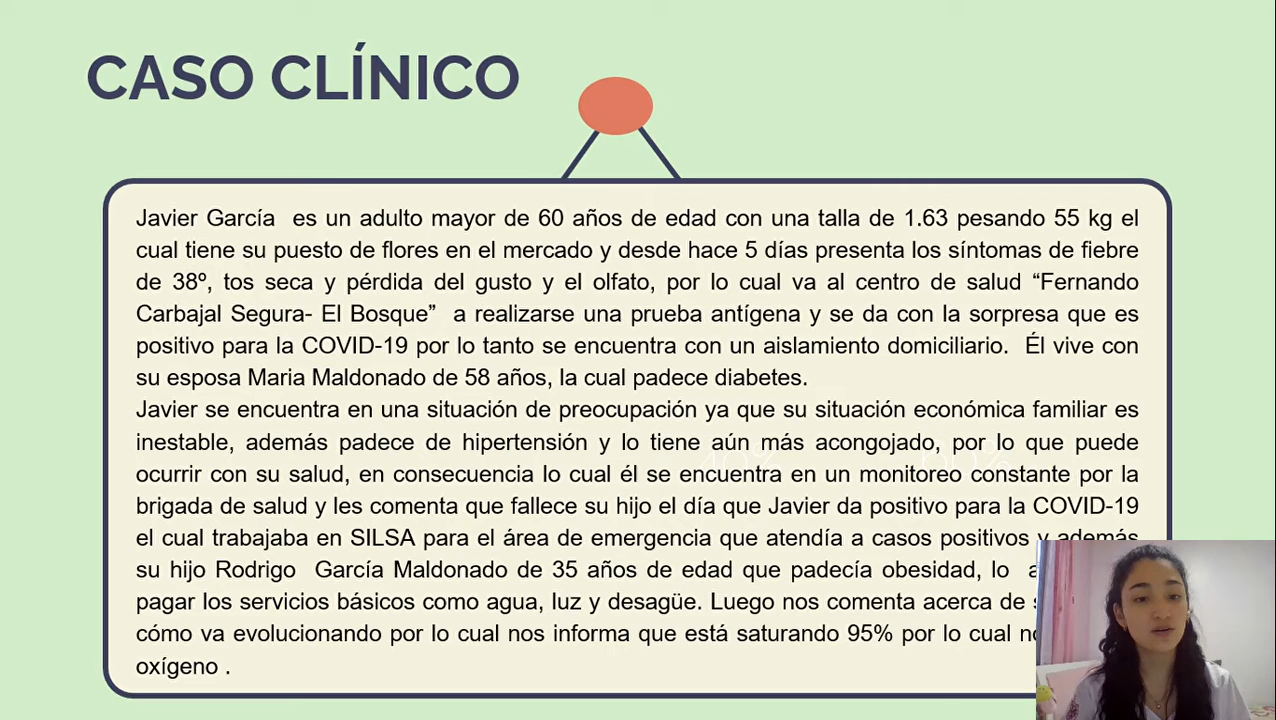 CASO CLÍNICO
Javier García es un adulto mayor de 60 años de edad con una talla de 1.63 pesando 55 kg el
cual tiene su puesto de flores en el mercado y desde hace 5 días presenta los síntomas de fiebre
de 38º, tos seca y pérdida del gusto y el olfato, por lo cual va al centro de salud “Fernando
Carbajal Segura- El Bosque” a realizarse una prueba antígena y se da con la sorpresa que es
positivo para la COVID-19 por lo tanto se encuentra con un aislamiento domiciliario. Él vive con
su esposa Maria Maldonado de 58 años, la cual padece diabetes.
Javier se encuentra en una situación de preocupación ya que su situación económica familiar es
inestable, además padece de hipertensión y lo tiene aún más acongojado, por lo que puede
ocurrir con su salud, en consecuencia lo cual él se encuentra en un monitoreo constante por la
brigada de salud y les comenta que fallece su hijo el día que Javier da positivo para la COVID-19
el cual trabajaba en SILSA para el área de emergencia que atendía a casos positivos y además
su hijo Rodrigo García Maldonado de 35 años de edad que padecía obesidad, lo
pagar los servicios básicos como agua, luz y desagüe. Luego nos comenta acerca de
cómo va evolucionando por lo cual nos informa que está saturando 95% por lo cual
oxígeno .